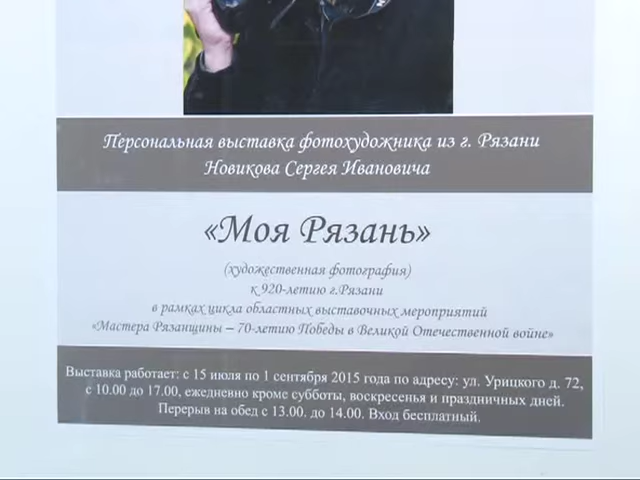 Персональная выставка фотохудожника из г. Рязани
Новикова Сергея Ивановича
«Моя Рязань»
(художественная фотография)
к 920-летию г.Рязани
в рамках цикла областных выставочных мероприятий
«Мастера Рязанщины – 70-летию Победы в Великой Отечественной войне»
Выставка работает: с 15 июля по 1 сентября 2015 года по адресу: ул. Урицкого д. 72,
с 10.00 до 17.00, ежедневно кроме субботы, воскресенья и праздничных дней.
Перерыв на обед с 13.00. до 14.00. Вход бесплатный.